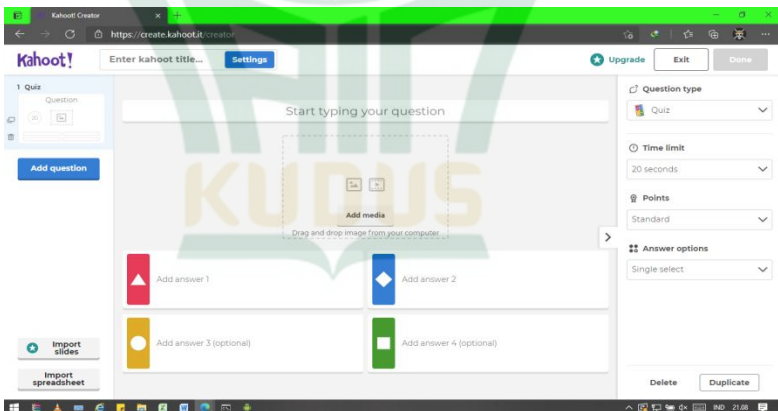 Kahoot! Creator
https://create.kahoot.it/creator
Kahoot!
Enter kahoot title...
Settings
Upgrade
Exit
Done
1 Quiz
Question
20
Add question
Import slides
Import spreadsheet
Start typing your question
Add media
Drag and drop image from your computer
Add answer 1
Add answer 2
Add answer 3 (optional)
Add answer 4 (optional)
Question type
Quiz
Time limit
20 seconds
Points
Standard
Answer options
Single select
Delete
Duplicate
KUDUS
IND
21.08